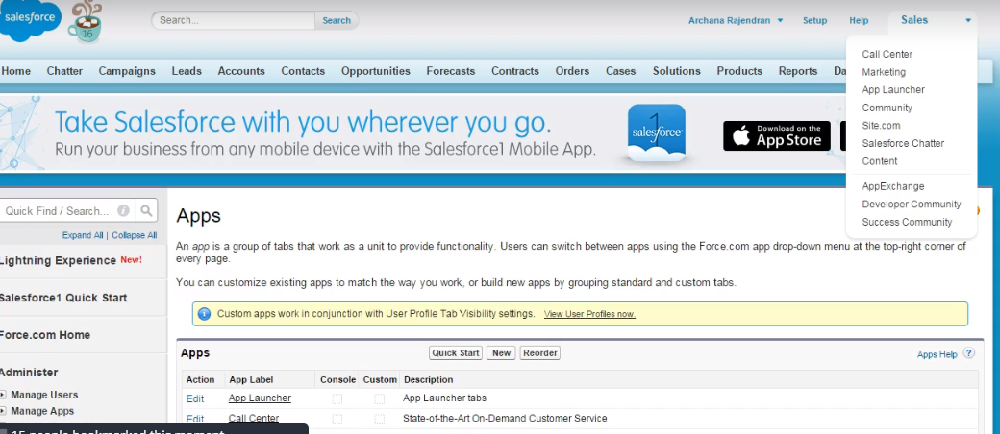 salesforce
16
Search...
Search
Archana Rajendran
Setup
Help
Sales
Call Center
Marketing
App Launcher
Community
Site.com
Salesforce Chatter
Content
AppExchange
Developer Community
Success Community
Home Chatter Campaigns Leads Accounts Contacts Opportunities Forecasts Contracts Orders Cases Solutions Products Reports Da
Take Salesforce with you wherever you go.
Run your business from any mobile device with the Salesforce1 Mobile App.
1
salesforce
Download on the
App Store
Quick Find / Search...
Expand All | Collapse All
Lightning Experience New!
Salesforce1 Quick Start
Force.com Home
Administer
Manage Users
Manage Apps
Apps
An app is a group of tabs that work as a unit to provide functionality. Users can switch between apps using the Force.com app drop-down menu at the top-right corner of
every page.
You can customize existing apps to match the way you work, or build new apps by grouping standard and custom tabs.
Custom apps work in conjunction with User Profile Tab Visibility settings. View User Profiles now.
Apps
Quick Start New Reorder
Apps Help ?
Action App Label Console Custom Description
Edit App Launcher App Launcher tabs
Edit Call Center State-of-the-Art On-Demand Customer Service
15 people bookmarked this moment.